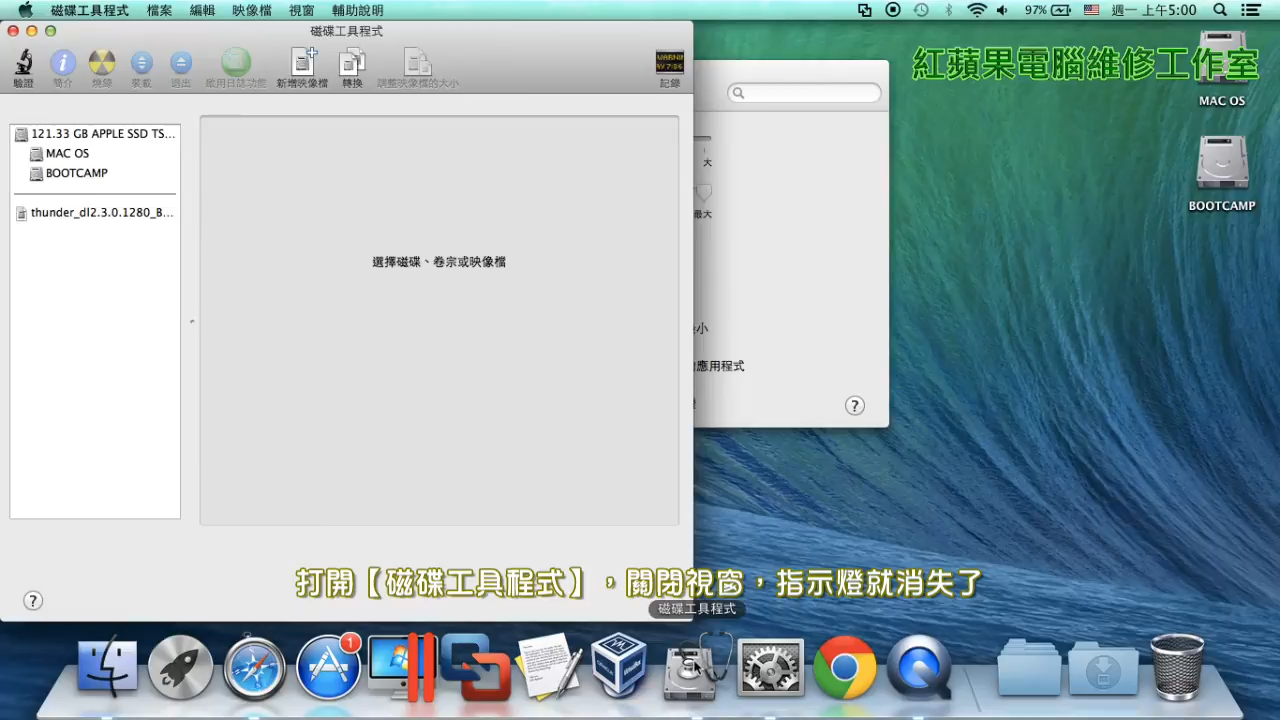 磁碟工具程式 檔案 編輯 映像檔 視窗 輔助說明 97% 週一 上午5:00
磁碟工具程式
紅蘋果電腦維修工作室
驗證 簡介 燒錄 裝載 退出 啟用日誌功能 新增映像檔 轉換 調整映像檔的大小 記錄
MAC OS
121.33 GB APPLE SSD TS...
MAC OS
BOOTCAMP
thunder_dl2.3.0.1280_B...
選擇磁碟、卷宗或映像檔
大
最大
BOOTCAMP
小
應用程式
?
打開【磁碟工具程式】，關閉視窗，指示燈就消失了
?
磁碟工具程式
1